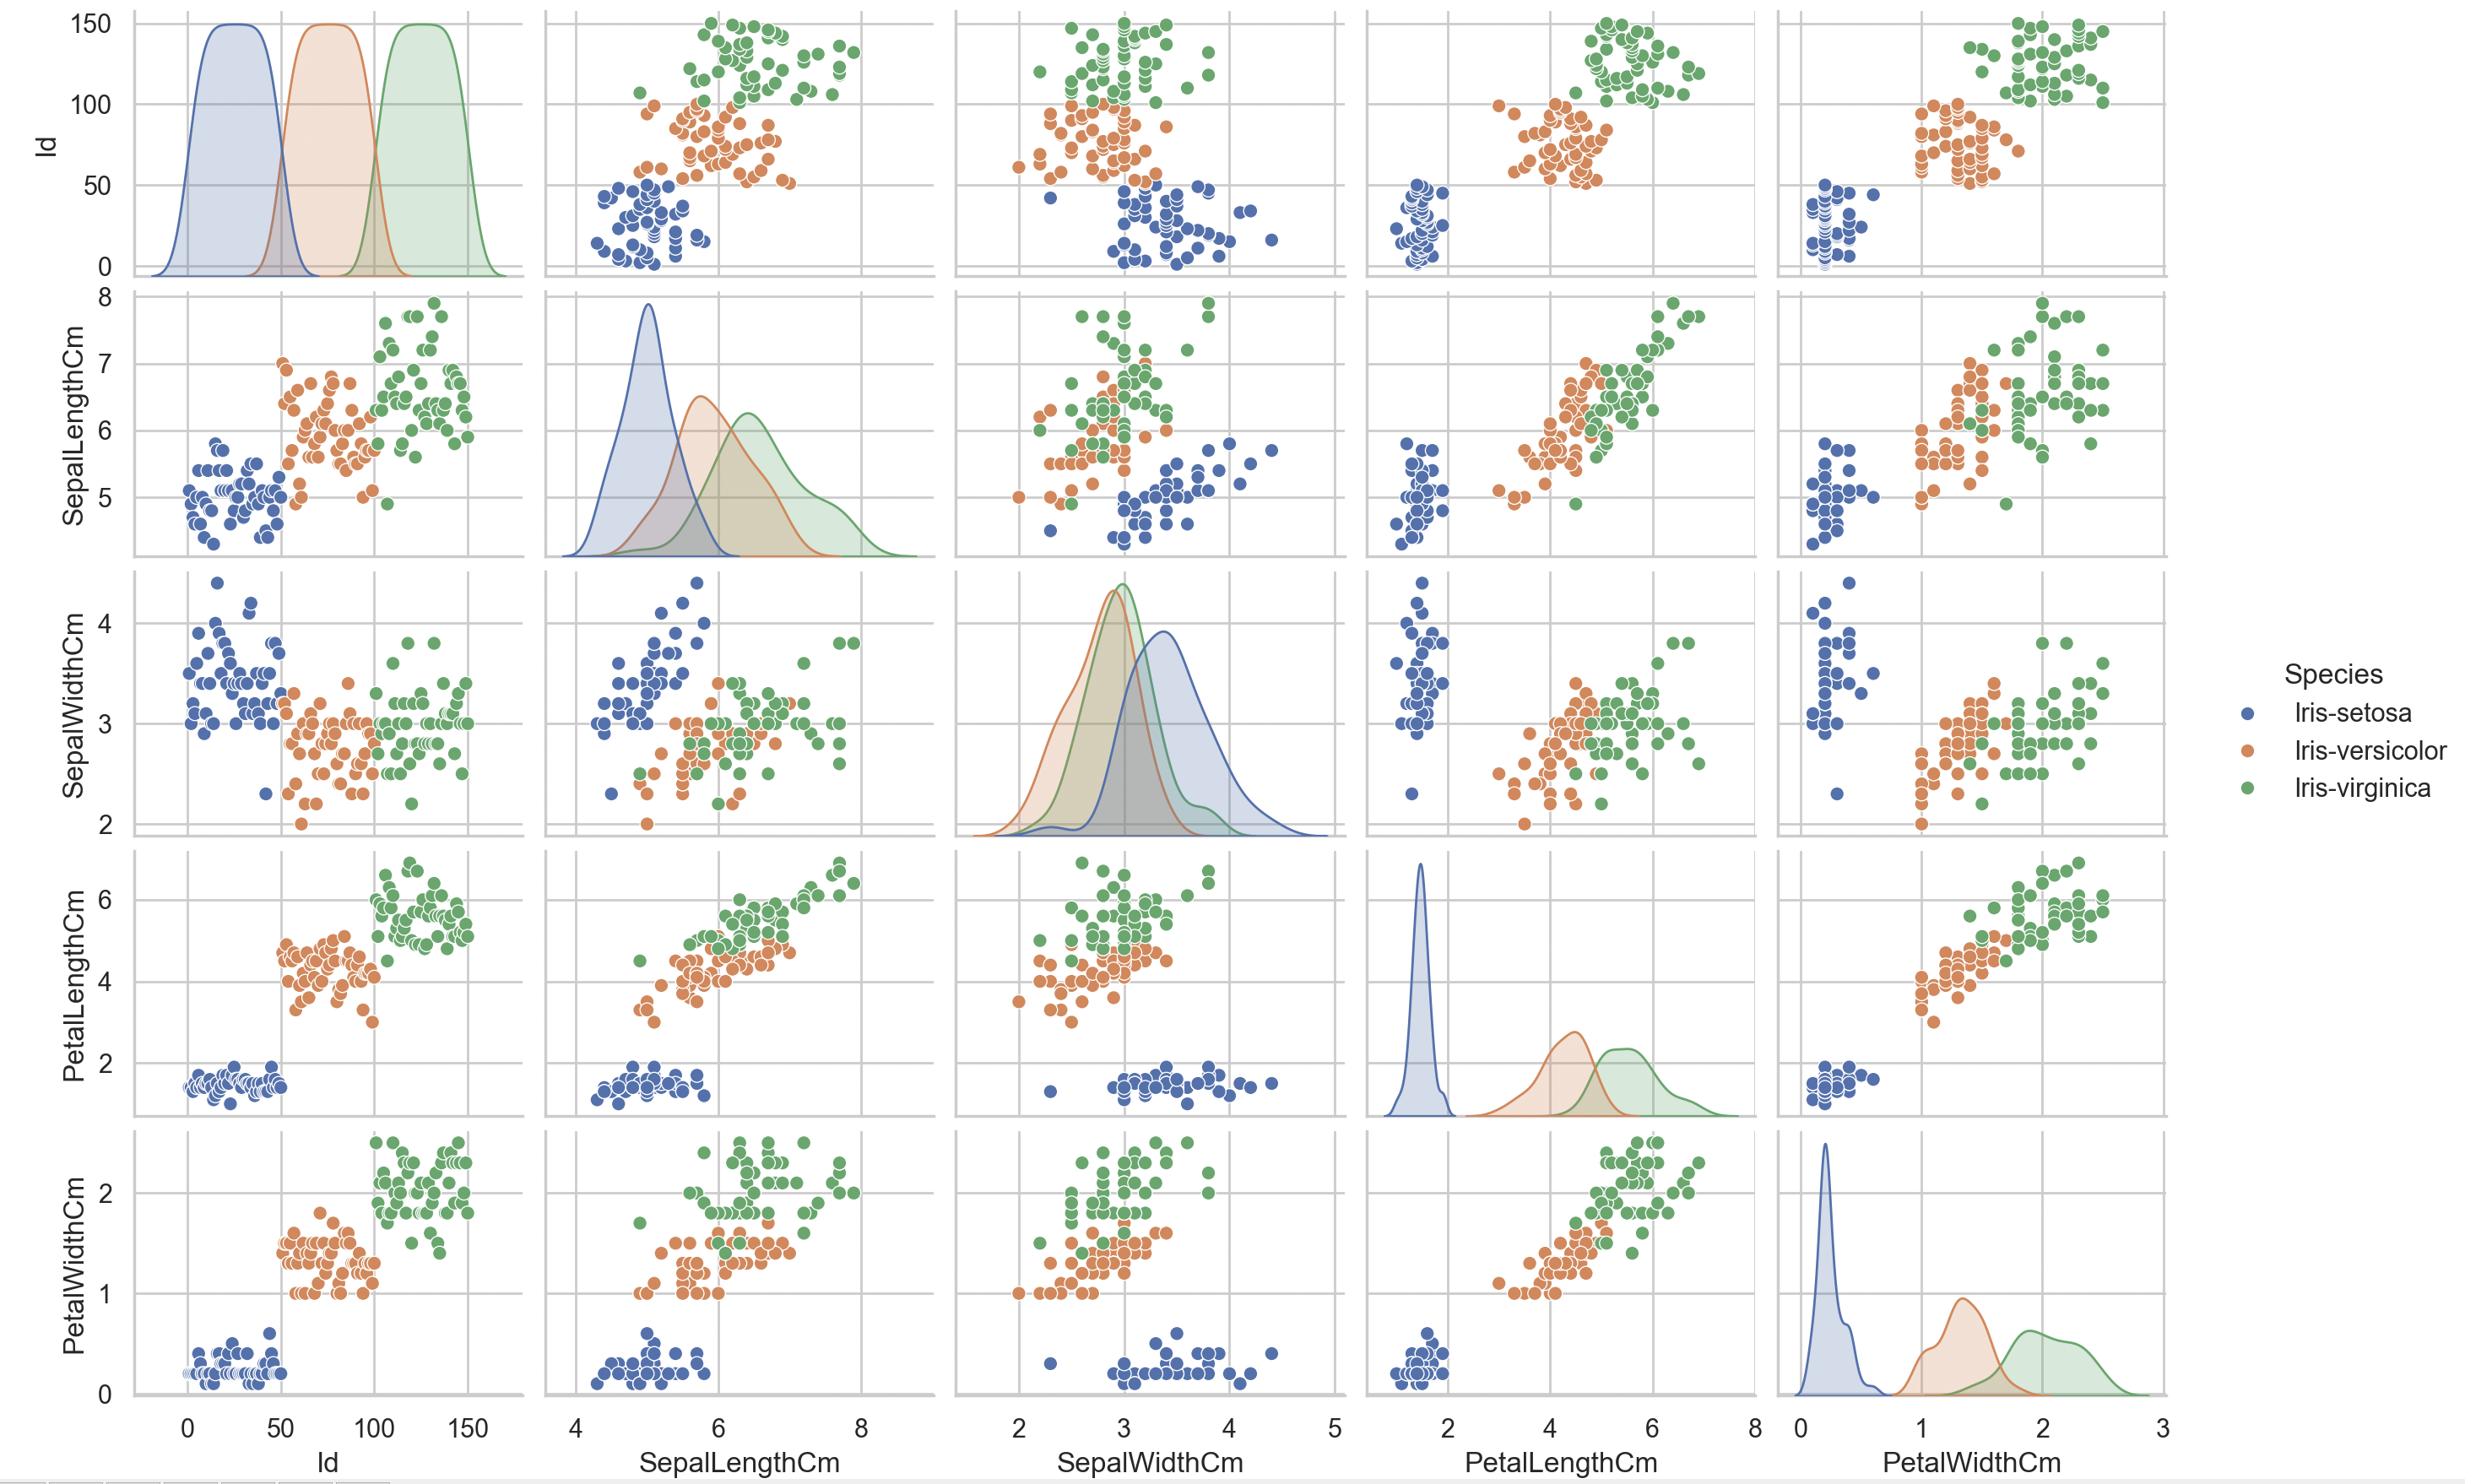 150
100
50
0
Id
8
7
6
5
SepalLengthCm
4
3
2
SepalWidthCm
6
4
2
PetalLengthCm
2
1
0
PetalWidthCm
0 50 100 150
Id
4 6 8
SepalLengthCm
2 3 4 5
SepalWidthCm
2 4 6 8
PetalLengthCm
0 1 2 3
PetalWidthCm
Species
Iris-setosa
Iris-versicolor
Iris-virginica